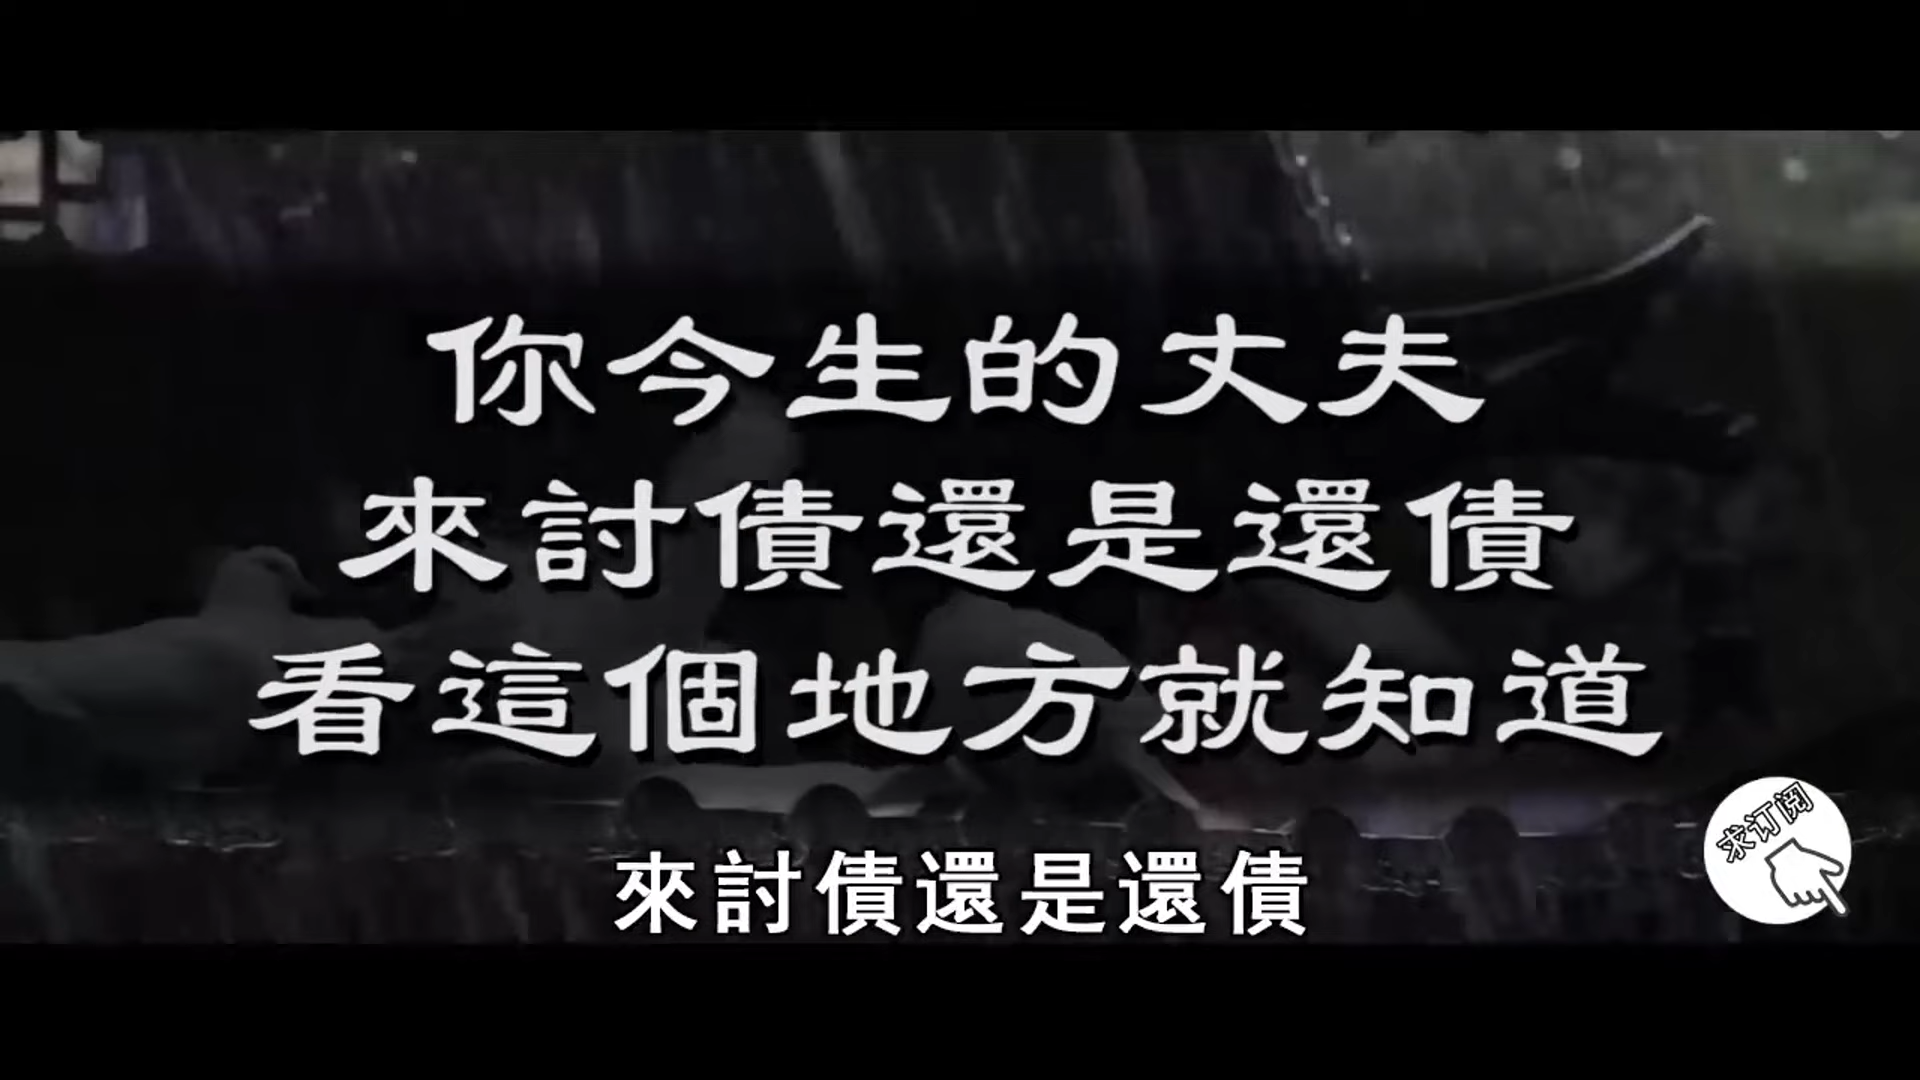 你今生的丈夫
來討債還是還債
看這個地方就知道
求订阅
來討債還是還債